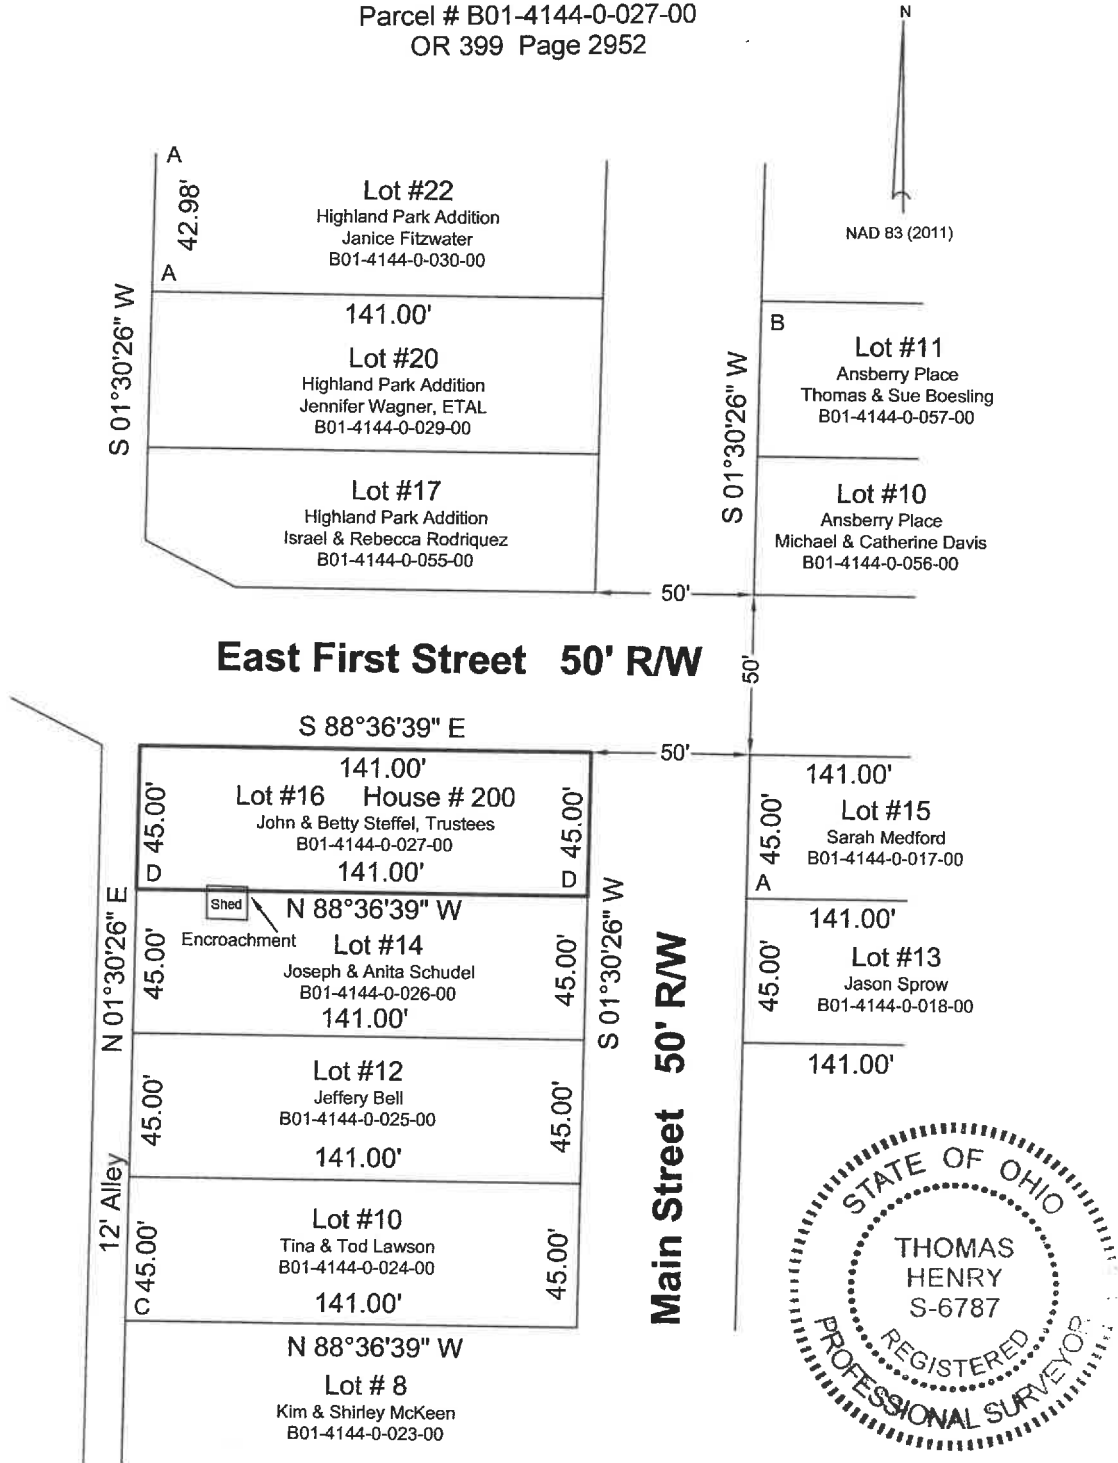 Parcel # B01-4144-0-027-00
OR 399 Page 2952
N
NAD 83 (2011)
A
42.98'
A
S 01°30'26" W
Lot #22
Highland Park Addition
Janice Fitzwater
B01-4144-0-030-00
141.00'
Lot #20
Highland Park Addition
Jennifer Wagner, ETAL
B01-4144-0-029-00
Lot #17
Highland Park Addition
Israel & Rebecca Rodriquez
B01-4144-0-055-00
S 01°30'26" W
B
Lot #11
Ansberry Place
Thomas & Sue Boesling
B01-4144-0-057-00
Lot #10
Ansberry Place
Michael & Catherine Davis
B01-4144-0-056-00
50'
East First Street 50' R/W
50'
S 88°36'39" E
50'
141.00'
45.00'
Lot #16 House # 200
John & Betty Steffel, Trustees
B01-4144-0-027-00
45.00'
D
141.00'
D
141.00'
45.00'
Lot #15
Sarah Medford
B01-4144-0-017-00
A
141.00'
45.00'
Lot #13
Jason Sprow
B01-4144-0-018-00
141.00'
N 01°30'26" E
Shed
Encroachment
N 88°36'39" W
45.00'
Lot #14
Joseph & Anita Schudel
B01-4144-0-026-00
141.00'
45.00'
S 01°30'26" W
Main Street 50' R/W
45.00'
Lot #12
Jeffery Bell
B01-4144-0-025-00
141.00'
45.00'
12' Alley
45.00'
C
Lot #10
Tina & Tod Lawson
B01-4144-0-024-00
141.00'
45.00'
N 88°36'39" W
Lot # 8
Kim & Shirley McKeen
B01-4144-0-023-00
STATE OF OHIO
THOMAS
HENRY
S-6787
REGISTERED
PROFESSIONAL SURVEYOR